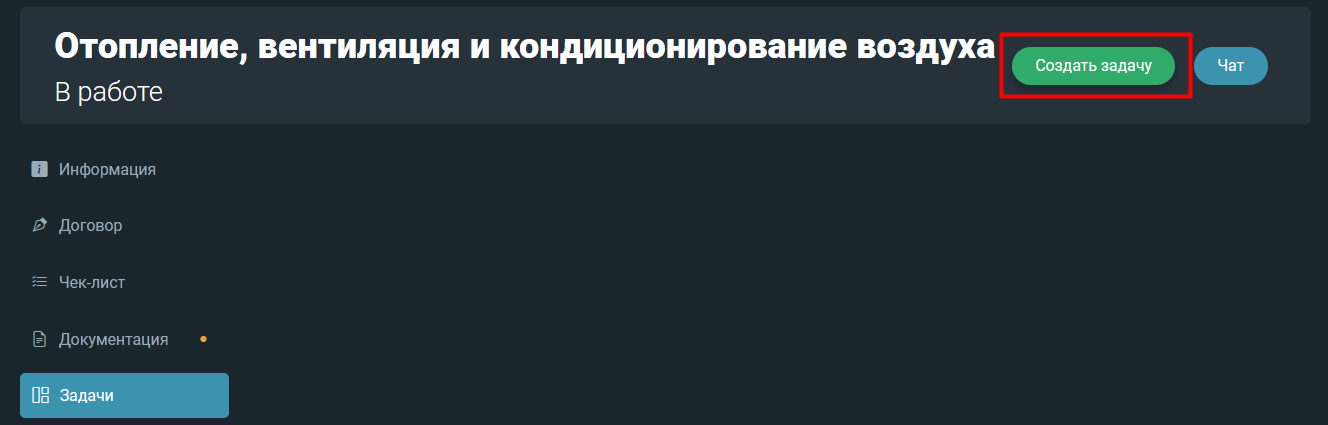 Отопление, вентиляция и кондиционирование воздуха
В работе
Создать задачу
Чат
Информация
Договор
Чек-лист
Документация
Задачи